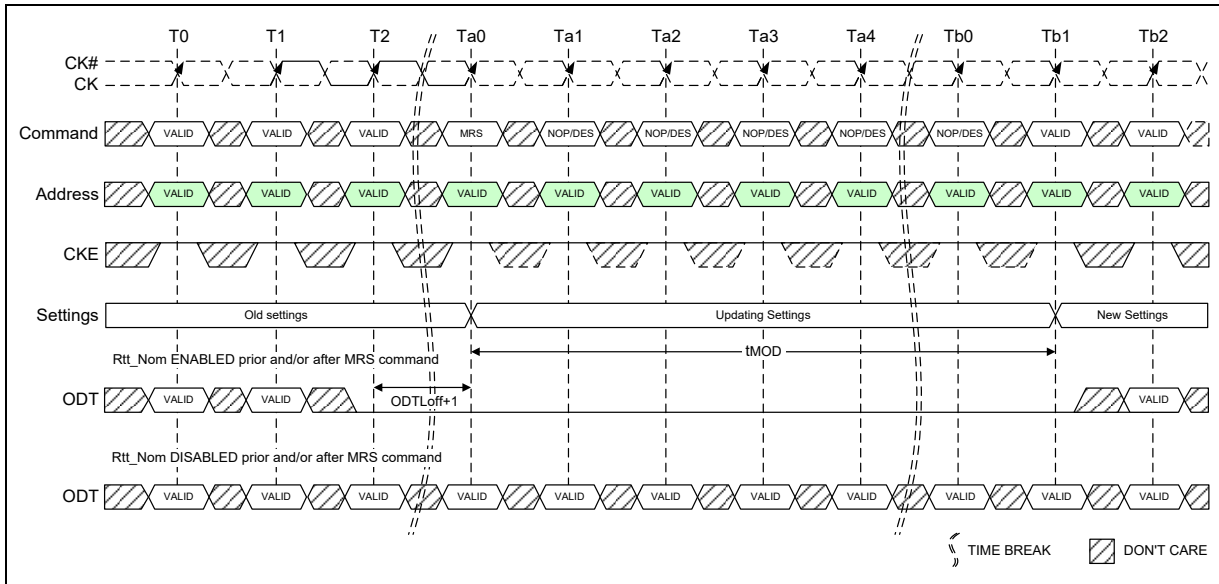 T0 T1 T2 Ta0 Ta1 Ta2 Ta3 Ta4 Tb0 Tb1 Tb2
CK#
CK
Command VALID VALID VALID MRS NOP/DES NOP/DES NOP/DES NOP/DES NOP/DES VALID VALID
Address VALID VALID VALID VALID VALID VALID VALID VALID VALID VALID VALID
CKE
Settings Old settings Updating Settings New Settings
Rtt_Nom ENABLED prior and/or after MRS command tMOD
ODT VALID VALID ODTLoff+1 VALID
Rtt_Nom DISABLED prior and/or after MRS command
ODT VALID VALID VALID VALID VALID VALID VALID VALID VALID VALID VALID
TIME BREAK DON'T CARE